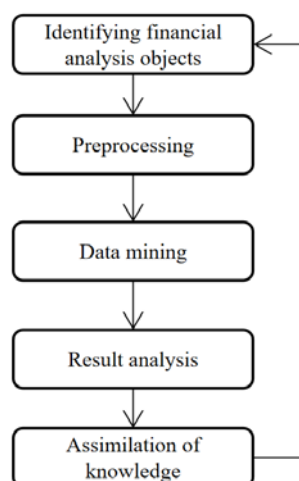 Identifying financial
analysis objects
Preprocessing
Data mining
Result analysis
Assimilation of
knowledge